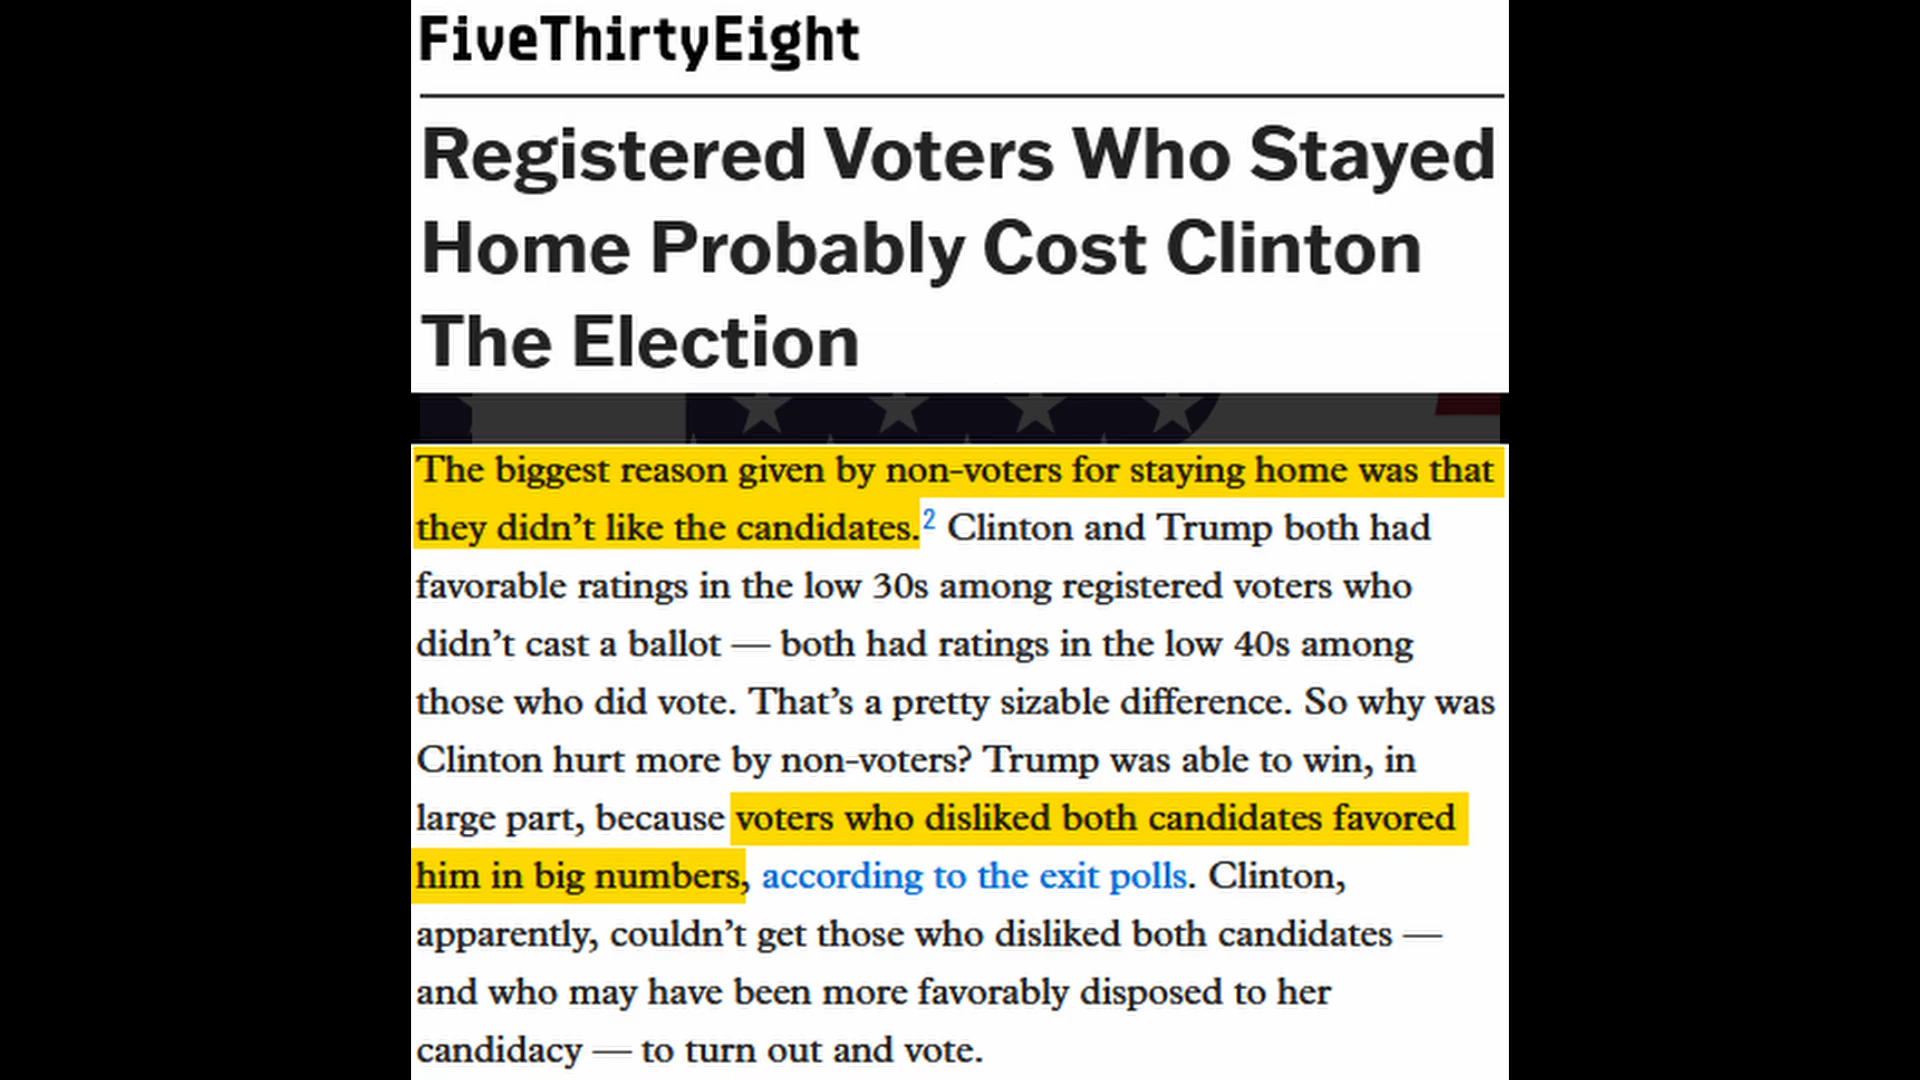 FiveThirtyEight
Registered Voters Who Stayed
Home Probably Cost Clinton
The Election
The biggest reason given by non-voters for staying home was that
they didn’t like the candidates.2 Clinton and Trump both had
favorable ratings in the low 30s among registered voters who
didn’t cast a ballot — both had ratings in the low 40s among
those who did vote. That’s a pretty sizable difference. So why was
Clinton hurt more by non-voters? Trump was able to win, in
large part, because voters who disliked both candidates favored
him in big numbers, according to the exit polls. Clinton,
apparently, couldn’t get those who disliked both candidates —
and who may have been more favorably disposed to her
candidacy — to turn out and vote.